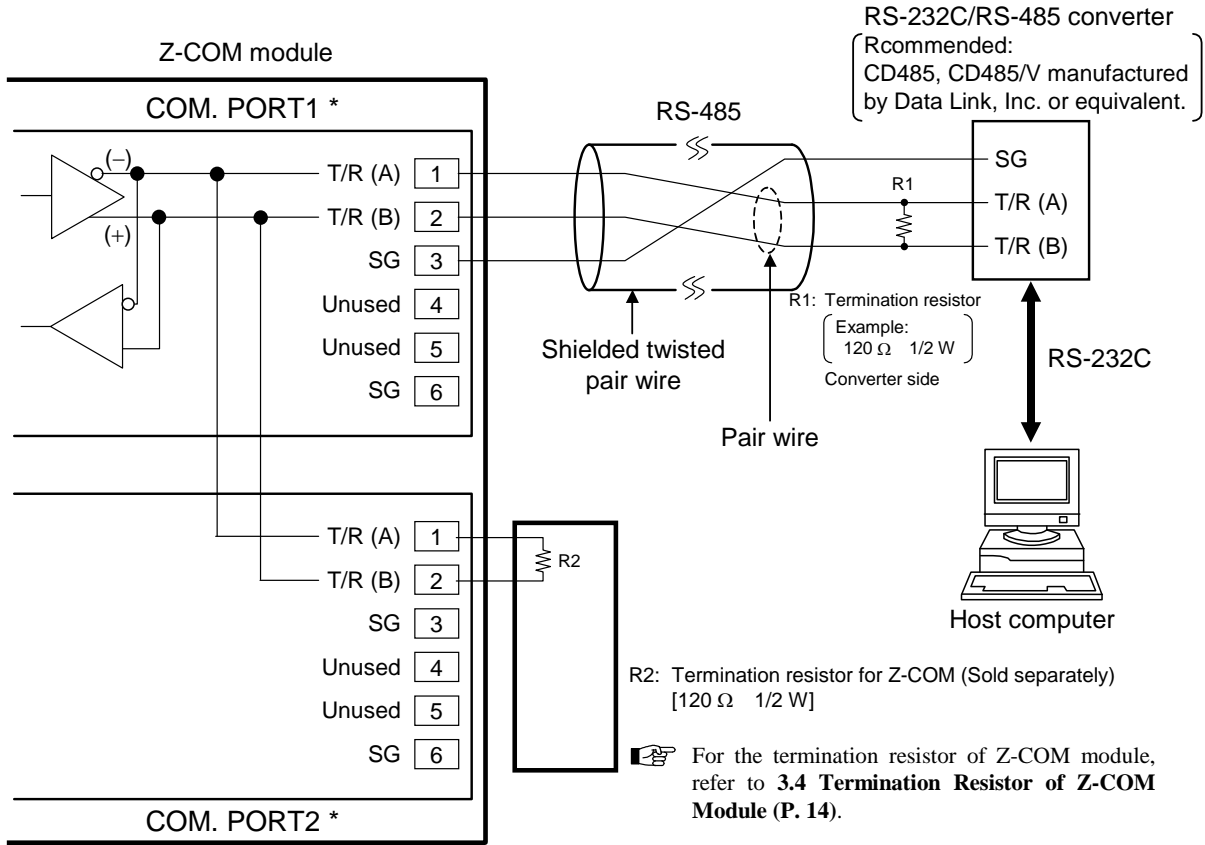 RS-232C/RS-485 converter
Rcommended:
CD485, CD485/V manufactured
by Data Link, Inc. or equivalent.
Z-COM module
COM. PORT1 *
RS-485
(−)
(+)
T/R (A) 1
T/R (B) 2
SG 3
Unused 4
Unused 5
SG 6
SG
T/R (A)
T/R (B)
R1
R1: Termination resistor
Example:
120 Ω 1/2 W
Converter side
Shielded twisted
pair wire
Pair wire
RS-232C
Host computer
T/R (A) 1
T/R (B) 2
SG 3
Unused 4
Unused 5
SG 6
R2
COM. PORT2 *
R2: Termination resistor for Z-COM (Sold separately)
[120 Ω 1/2 W]
For the termination resistor of Z-COM module,
refer to 3.4 Termination Resistor of Z-COM
Module (P. 14).